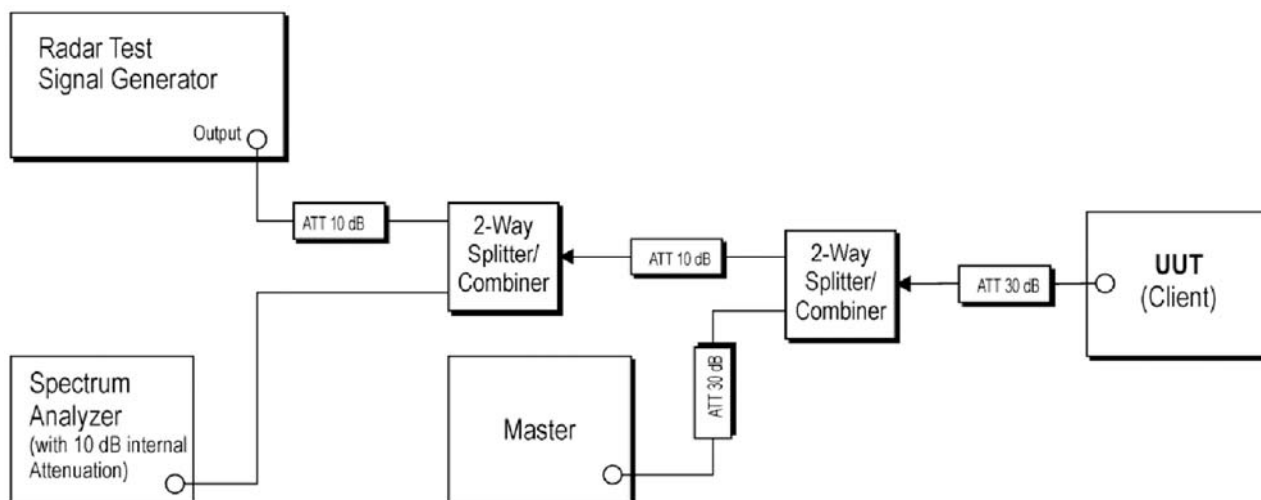 Radar Test
Signal Generator
Output
ATT 10 dB
2-Way
Splitter/
Combiner
ATT 10 dB
2-Way
Splitter/
Combiner
ATT 30 dB
UUT
(Client)
ATT 30 dB
Spectrum
Analyzer
(with 10 dB internal
Attenuation)
Master